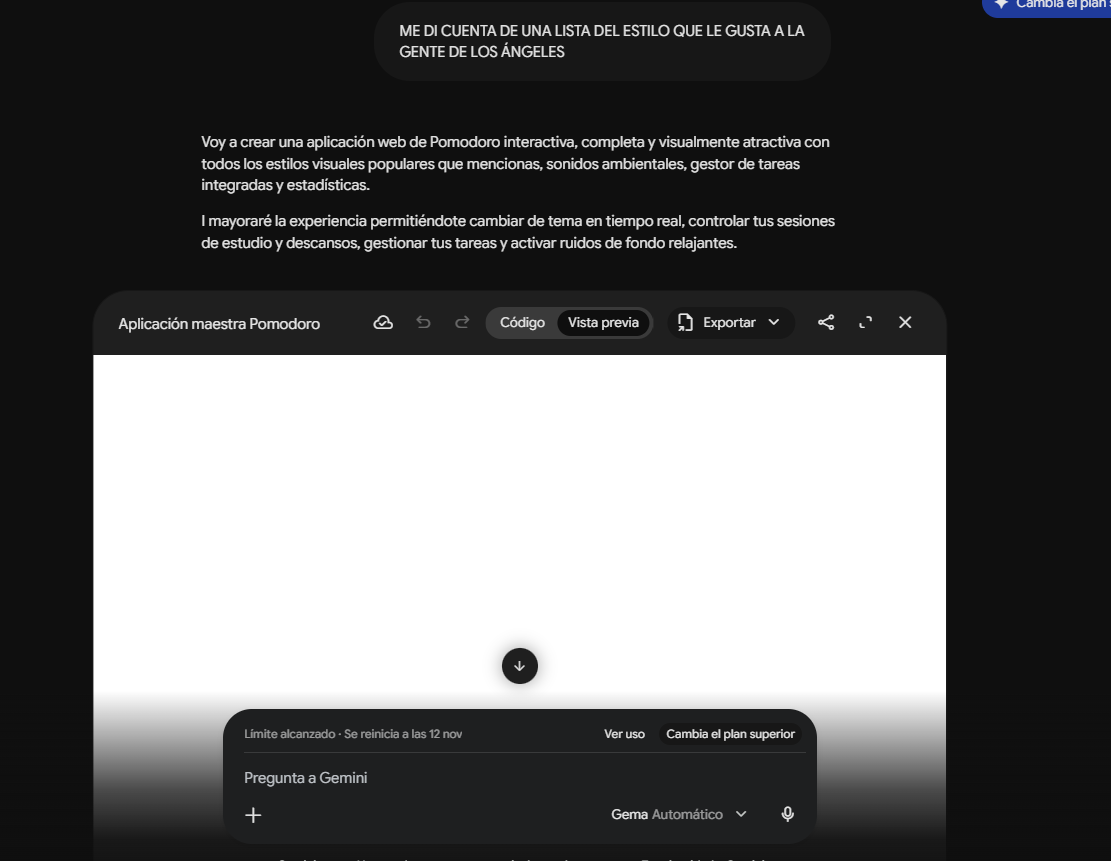 Cambia el plan
ME DI CUENTA DE UNA LISTA DEL ESTILO QUE LE GUSTA A LA
GENTE DE LOS ÁNGELES
Voy a crear una aplicación web de Pomodoro interactiva, completa y visualmente atractiva con
todos los estilos visuales populares que mencionas, sonidos ambientales, gestor de tareas
integradas y estadísticas.
I mayoraré la experiencia permitiéndote cambiar de tema en tiempo real, controlar tus sesiones
de estudio y descansos, gestionar tus tareas y activar ruidos de fondo relajantes.
Aplicación maestra Pomodoro
Código
Vista previa
Exportar
Límite alcanzado · Se reinicia a las 12 nov
Ver uso
Cambia el plan superior
Pregunta a Gemini
Gema Automático